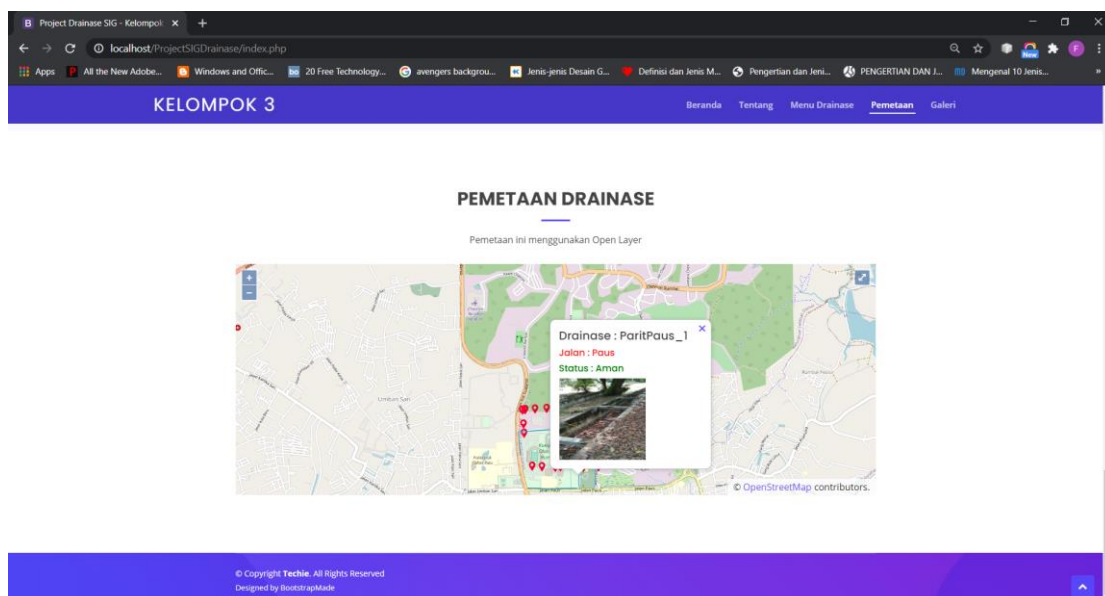 Project Drainase SIG - Kelompok
localhost/ProjectSIGDrainase/index.php
New
F
Apps
All the New Adobe...
Windows and Offic...
20 Free Technology...
avengers backgrou...
Jenis-jenis Desain G...
Definisi dan Jenis M...
Pengertian dan Jeni...
PENGERTIAN DAN J...
Mengenal 10 Jenis...
KELOMPOK 3
Beranda Tentang Menu Drainase Pemetaan Galeri
PEMETAAN DRAINASE
Pemetaan ini menggunakan Open Layer
Drainase : ParitPaus_1
Jalan : Paus
Status : Aman
Limbun Sari
© OpenStreetMap contributors.
© Copyright Techie. All Rights Reserved
Designed by BootstrapMade